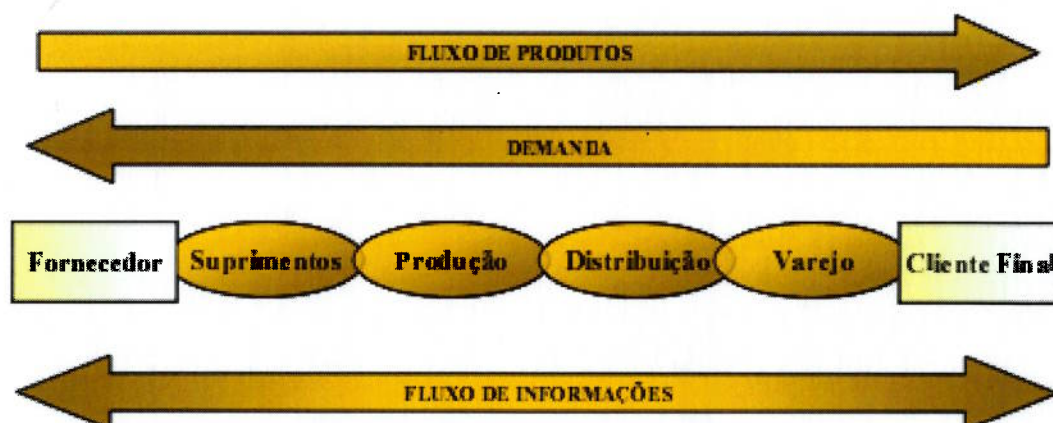 FLUXO DE PRODUTOS
DEMANDA
Fornecedor Suprimentos Produção Distribuição Varejo Cliente Final
FLUXO DE INFORMAÇÕES